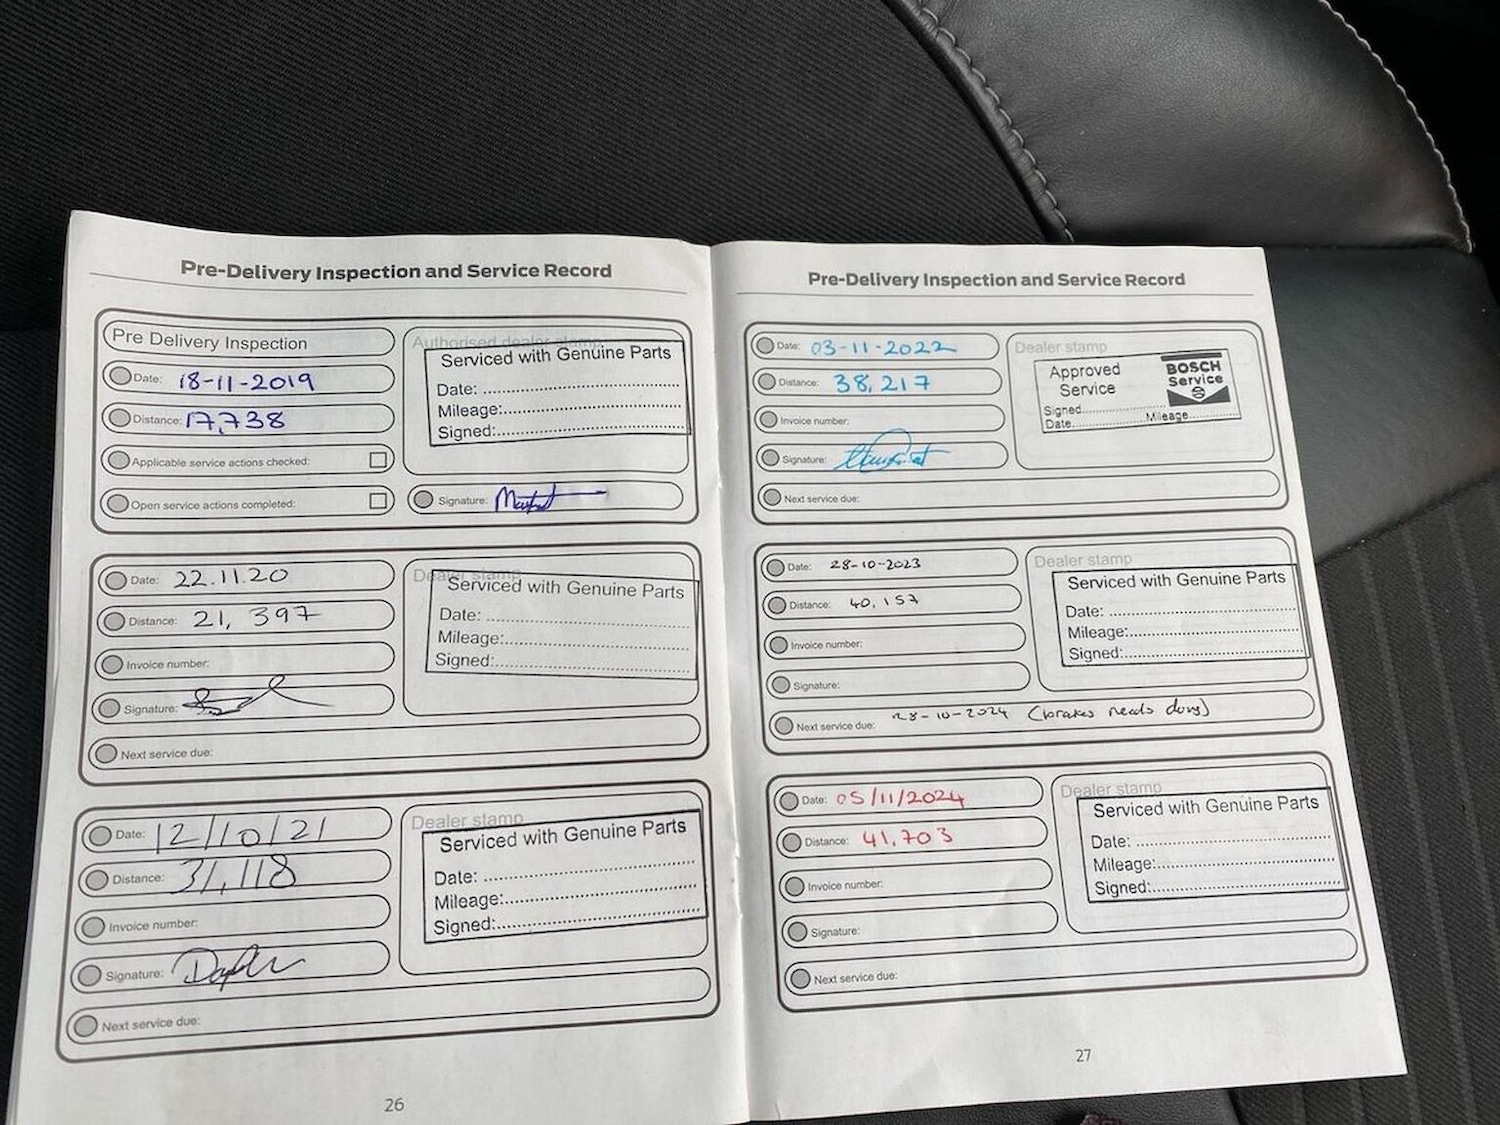 Pre-Delivery Inspection and Service Record
Pre Delivery Inspection
Date: 18-11-2019
Distance: 17,738
Applicable service actions checked:
Open service actions completed:
Authorised dealer stamp
Serviced with Genuine Parts
Date:
Mileage:
Signed:
Signature:
Date: 22.11.20
Distance: 21, 397
Invoice number:
Signature:
Next service due:
Dealer stamp
Serviced with Genuine Parts
Date:
Mileage:
Signed:
Date: 12/10/21
Distance: 31,118
Invoice number:
Signature:
Next service due:
Dealer stamp
Serviced with Genuine Parts
Date:
Mileage:
Signed:
26
Pre-Delivery Inspection and Service Record
Date: 03-11-2022
Distance: 38,217
Invoice number:
Signature:
Next service due:
Dealer stamp
Approved
Service
BOSCH
Service
Signed
Date Mileage
Date: 28-10-2023
Distance: 40,157
Invoice number:
Signature:
Next service due: 28-10-2024 (brakes needs doing)
Dealer stamp
Serviced with Genuine Parts
Date:
Mileage:
Signed:
Date: 05/11/2024
Distance: 41,703
Invoice number:
Signature:
Next service due:
Dealer stamp
Serviced with Genuine Parts
Date:
Mileage:
Signed:
27